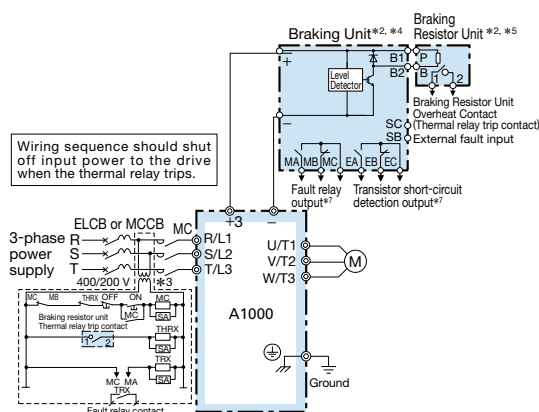 Braking Unit*2, *4
Braking
Resistor Unit *2, *5
+
−
Level
Detector
B1
B2
P
B
1 2
Braking Resistor Unit
Overheat Contact
(Thermal relay trip contact)
SC
SB
External fault input
MA MB MC EA EB EC
Fault relay
output*7
Transistor short-circuit
detection output*7
Wiring sequence should shut
off input power to the drive
when the thermal relay trips.
ELCB or MCCB
MC
+3 −
3-phase
power
supply
R
S
T
R/L1
S/L2
T/L3
400/200 V
*3
U/T1
V/T2
W/T3
M
A1000
Ground
MC MB THRX OFF ON MC
MC
SA
Braking resistor unit
Thermal relay trip contact
1 2
THRX
SA
TRX
SA
MC MA
TRX
Fault relay contact